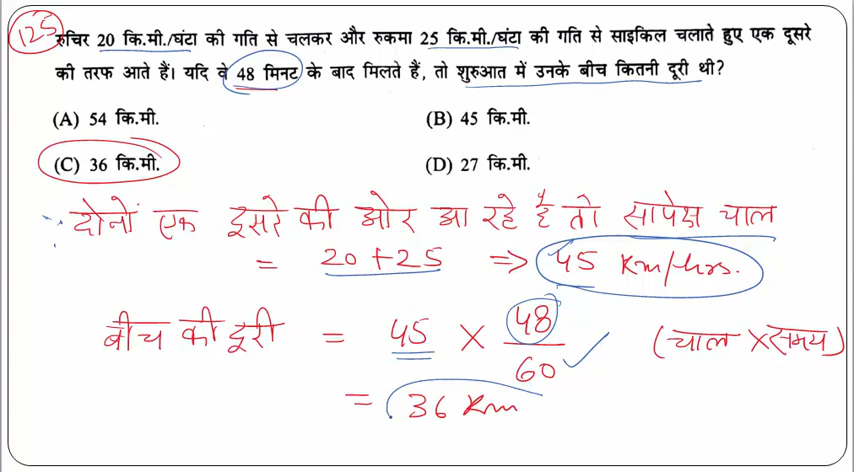 125
रुचिर 20 कि.मी./घंटा की गति से चलकर और रुकमा 25 कि.मी./घंटा की गति से साइकिल चलाते हुए एक दूसरे
की तरफ आते हैं। यदि वे 48 मिनट के बाद मिलते हैं, तो शुरुआत में उनके बीच कितनी दूरी थी?
(A) 54 कि.मी. (B) 45 कि.मी.
(C) 36 कि.मी. (D) 27 कि.मी.
∵ दोनों एक दूसरे की ओर आ रहे है तो सापेक्ष चाल
= 20 + 25 ⇒ 45 Km/hrs.
बीच की दूरी = 45 × 48/60 (चाल × समय)
= 36 Km